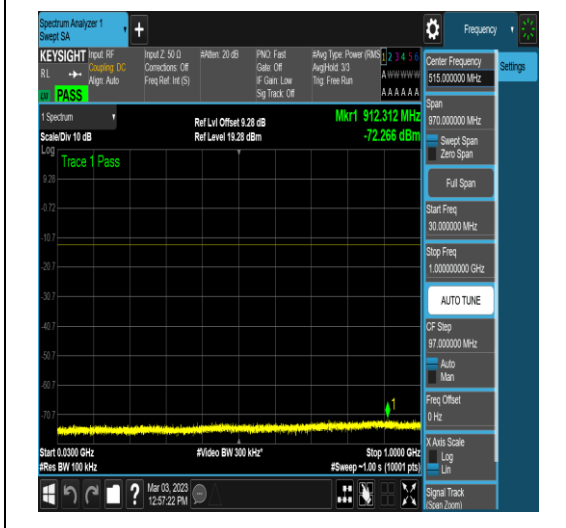 Spectrum Analyzer 1
Swept SA
+
Frequency
KEYSIGHT
RL
PASS
Input: RF
Coupling: DC
Align: Auto
Input Z: 50 Ω
Corrections: Off
Freq Ref: Int (S)
#Atten: 20 dB
PNO: Fast
Gate: Off
IF Gain: Low
Sig Track: Off
#Avg Type: Power (RMS
Avg|Hold: 3/3
Trig: Free Run
1 2 3 4 5 6
A W W W W W
A A A A A A
1 Spectrum
Scale/Div 10 dB
Ref Lvl Offset 9.28 dB
Ref Level 19.28 dBm
Mkr1 912.312 MHz
-72.266 dBm
Log
Trace 1 Pass
9.28
-0.72
-10.7
-20.7
-30.7
-40.7
-50.7
-60.7
-70.7
1
Start 0.0300 GHz
#Res BW 100 kHz
#Video BW 300 kHz*
Stop 1.0000 GHz
#Sweep ~1.00 s (10001 pts)
?
Mar 03, 2023
12:57:22 PM
Center Frequency
515.000000 MHz
Settings
Span
970.000000 MHz
Swept Span
Zero Span
Full Span
Start Freq
30.000000 MHz
Stop Freq
1.000000000 GHz
AUTO TUNE
CF Step
97.000000 MHz
Auto
Man
Freq Offset
0 Hz
X Axis Scale
Log
Lin
Signal Track
(Span Zoom)